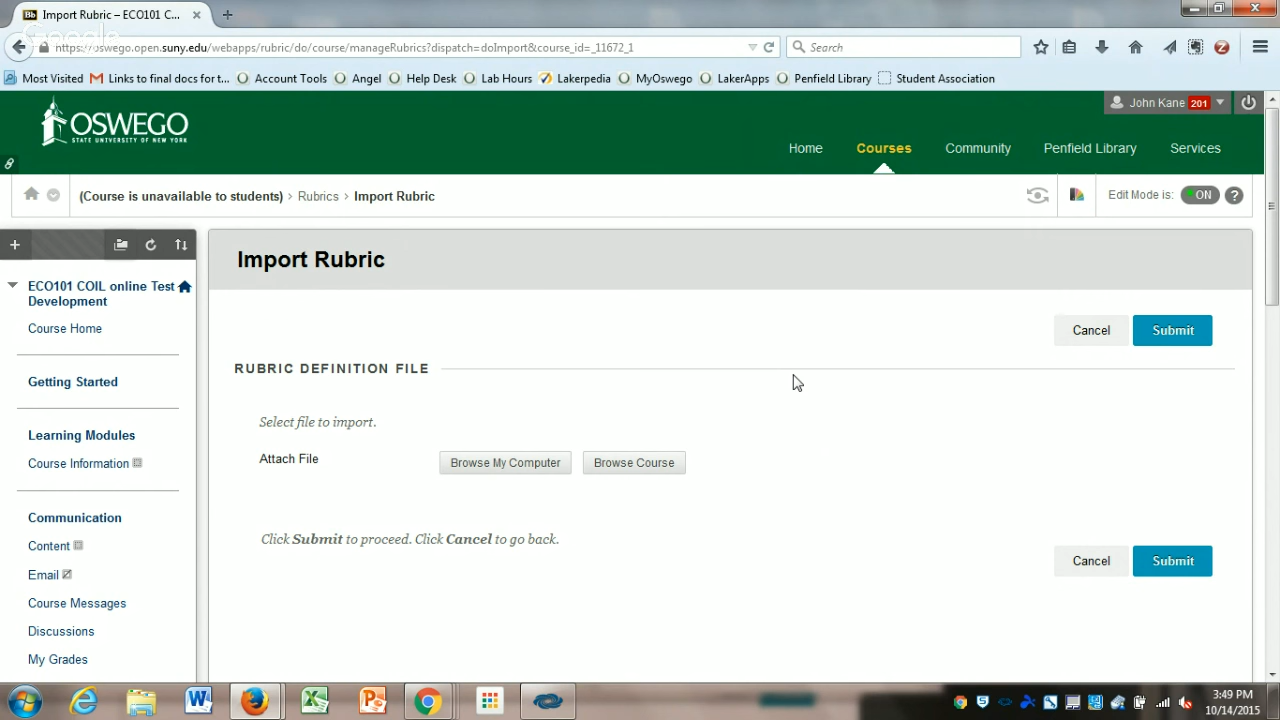 Import Rubric – ECO101 C...
Google
https://oswego.open.suny.edu/webapps/rubric/do/course/manageRubrics?dispatch=doImport&course_id=_11672_1
Search
Most Visited
Links to final docs for t...
Account Tools
Angel
Help Desk
Lab Hours
Lakerpedia
MyOswego
LakerApps
Penfield Library
Student Association
John Kane 201
OSWEGO
STATE UNIVERSITY OF NEW YORK
Home
Courses
Community
Penfield Library
Services
(Course is unavailable to students) > Rubrics > Import Rubric
Edit Mode is: ON ?
ECO101 COIL online Test
Development
Course Home
Getting Started
Learning Modules
Course Information
Communication
Content
Email
Course Messages
Discussions
My Grades
Import Rubric
Cancel
Submit
RUBRIC DEFINITION FILE
Select file to import.
Attach File
Browse My Computer
Browse Course
Click Submit to proceed. Click Cancel to go back.
Cancel
Submit
3:49 PM
10/14/2015